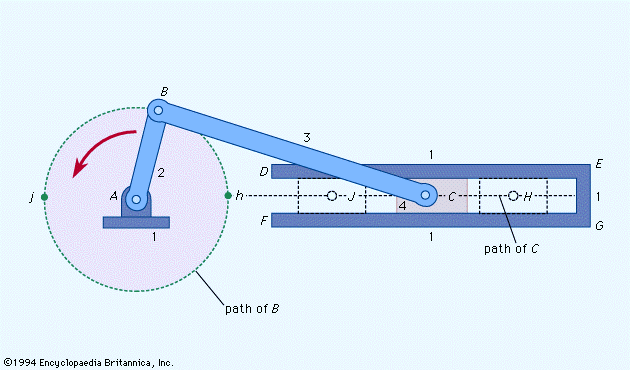 B
3
D
1
E
2
A
J
C
H
1
j
h
4
F
1
1
G
path of C
path of B
©1994 Encyclopaedia Britannica, Inc.